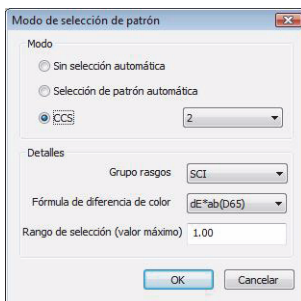 Modo de selección de patrón
Modo
Sin selección automática
Selección de patrón automática
CCS 2
Detalles
Grupo rasgos SCI
Fórmula de diferencia de color dE*ab(D65)
Rango de selección (valor máximo) 1.00
OK Cancelar